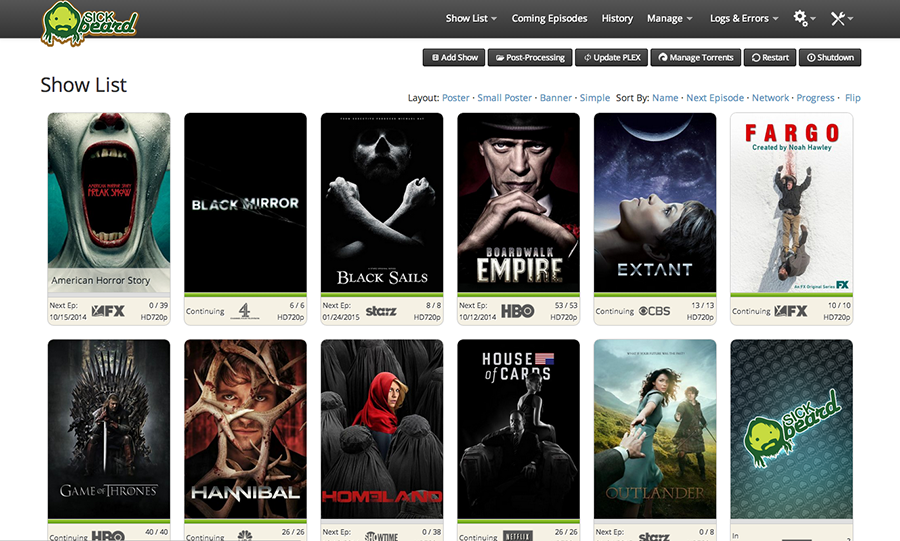 SICK beard
Show List Coming Episodes History Manage Logs & Errors
Add Show Post-Processing Update PLEX Manage Torrents Restart Shutdown
Show List
Layout: Poster · Small Poster · Banner · Simple Sort By: Name · Next Episode · Network · Progress · Flip
AMERICAN HORROR STORY
FREAK SHOW
American Horror Story
Next Ep: 0 / 39
10/15/2014 FX HD720p
BLACK MIRROR
Continuing 4 6 / 6
HD720p
FROM EXECUTIVE PRODUCER MICHAEL BAY
BLACK SAILS
Next Ep: 8 / 8
01/24/2015 starz HD720p
BOARDWALK
EMPIRE
Next Ep: 53 / 53
10/12/2014 HBO HD720p
EXTANT
Continuing CBS 13 / 13
HD720p
FARGO
Created by Noah Hawley
An FX Original Series FX
Continuing FX 10 / 10
HD720p
GAME OF THRONES
Continuing HBO 40 / 40
HANNIBAL
Continuing 26 / 26
HOMELAND
Next Ep: SHOWTIME 0 / 38
HOUSE
of CARDS
Continuing NETFLIX 26 / 26
OUTLANDER
Next Ep: starz 0 / 8
SICK beard
In 2